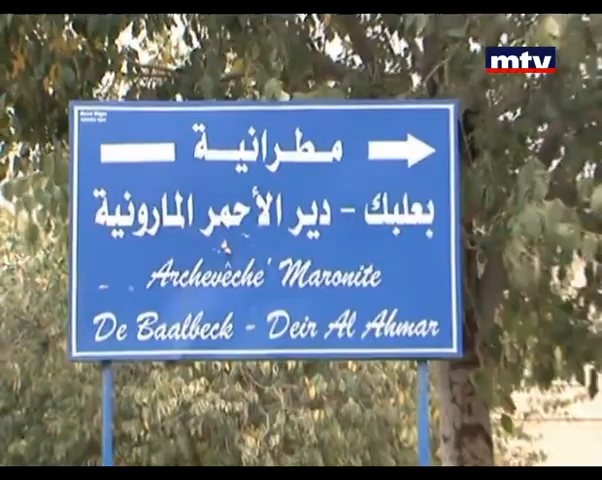 mtv
مطرانية
بعلبك - دير الأحمر المارونية
Archevêche' Maronite
De Baalbeck - Deir Al Ahmar